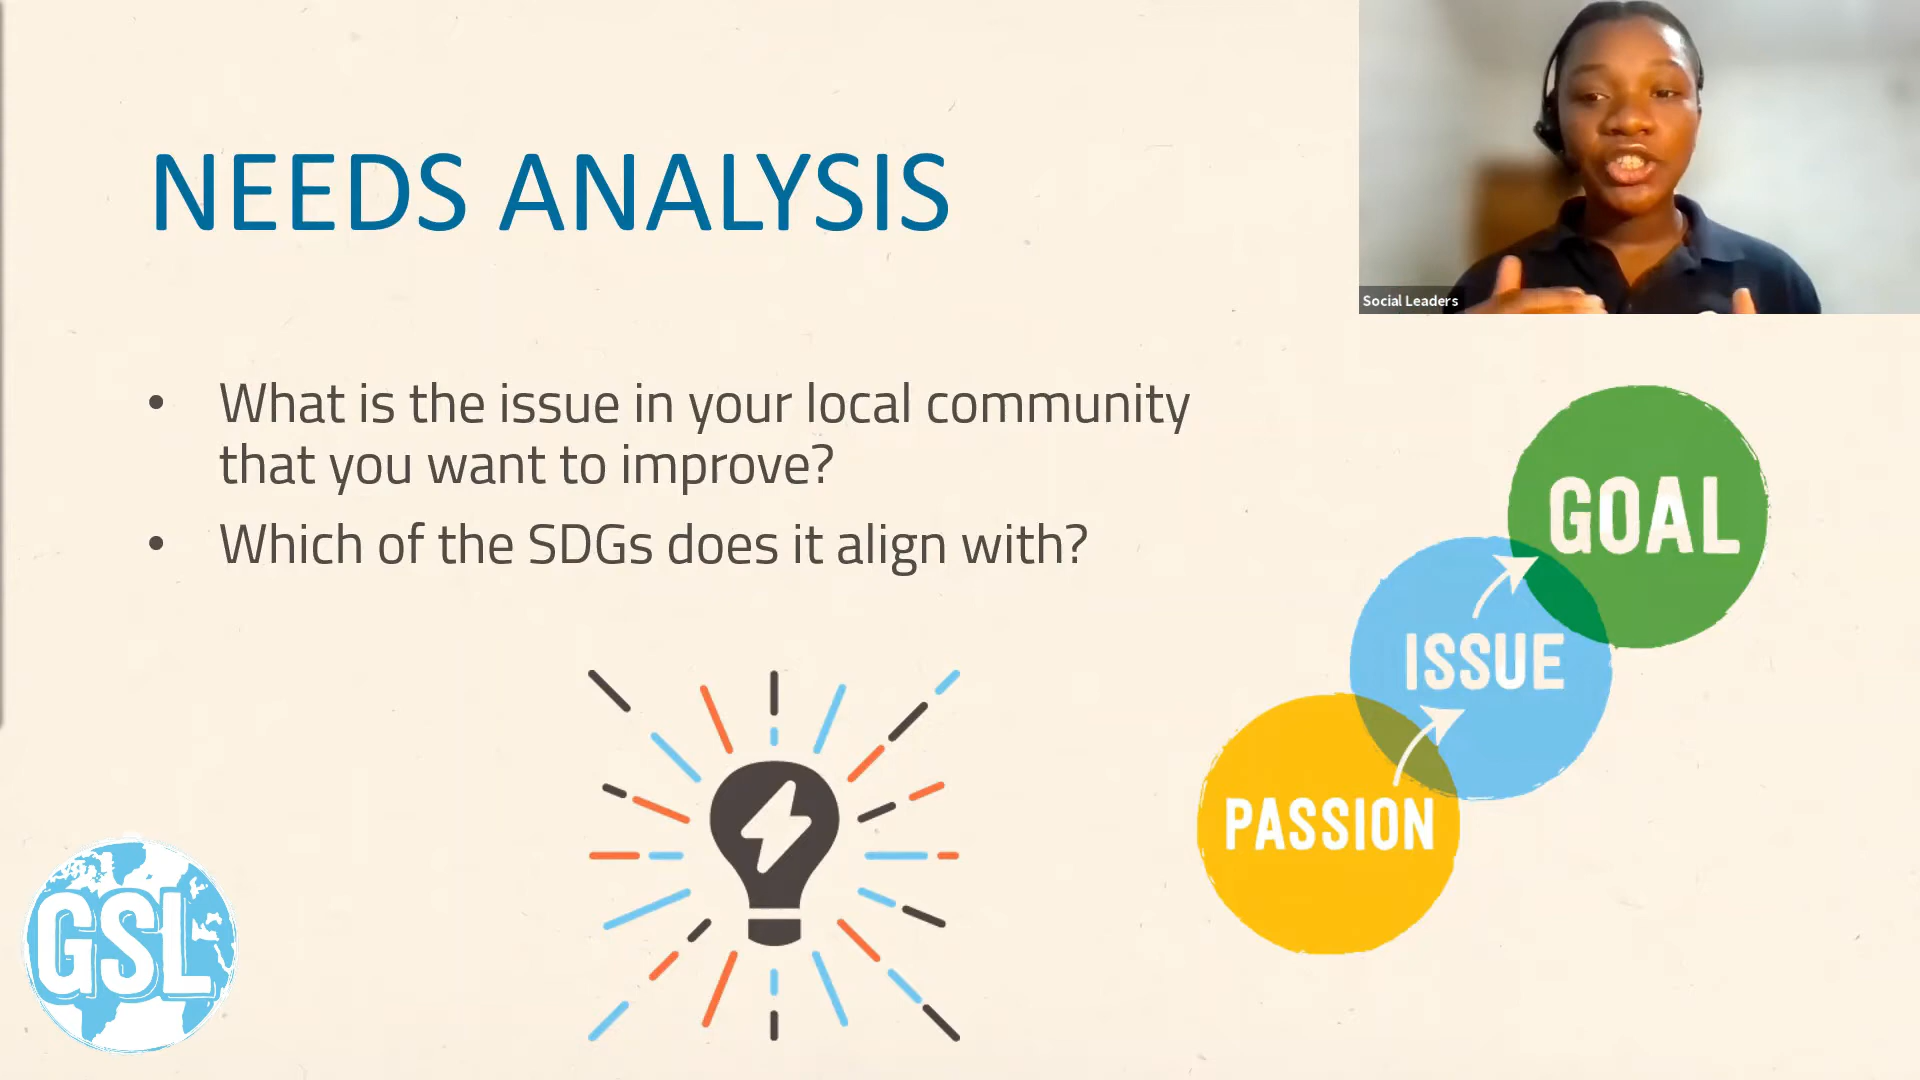 NEEDS ANALYSIS
Social Leaders
• What is the issue in your local community
that you want to improve?
• Which of the SDGs does it align with?
GOAL
ISSUE
PASSION
GSL